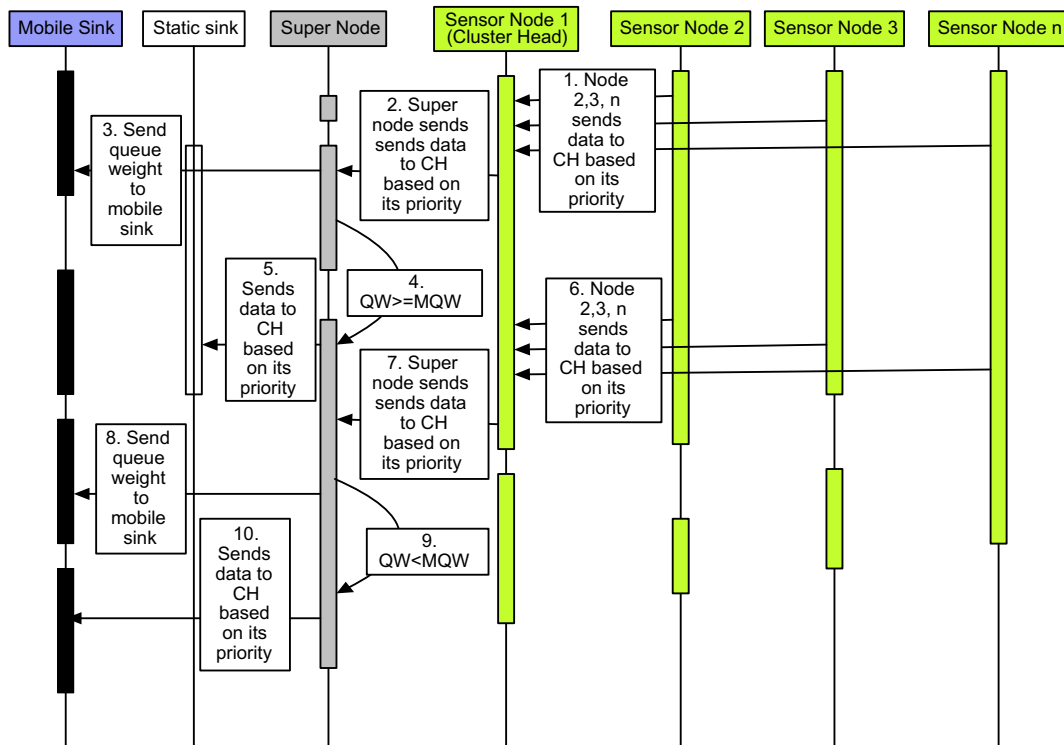 Mobile Sink
Static sink
Super Node
Sensor Node 1
(Cluster Head)
Sensor Node 2
Sensor Node 3
Sensor Node n
1. Node
2,3, n
sends
data to
CH based
on its
priority
2. Super
node sends
sends data
to CH
based on
its priority
3. Send
queue
weight
to
mobile
sink
4.
QW>=MQW
5.
Sends
data to
CH
based
on its
priority
6. Node
2,3, n
sends
data to
CH based
on its
priority
7. Super
node sends
sends data
to CH
based on
its priority
8. Send
queue
weight
to
mobile
sink
9.
QW<MQW
10.
Sends
data to
CH
based
on its
priority